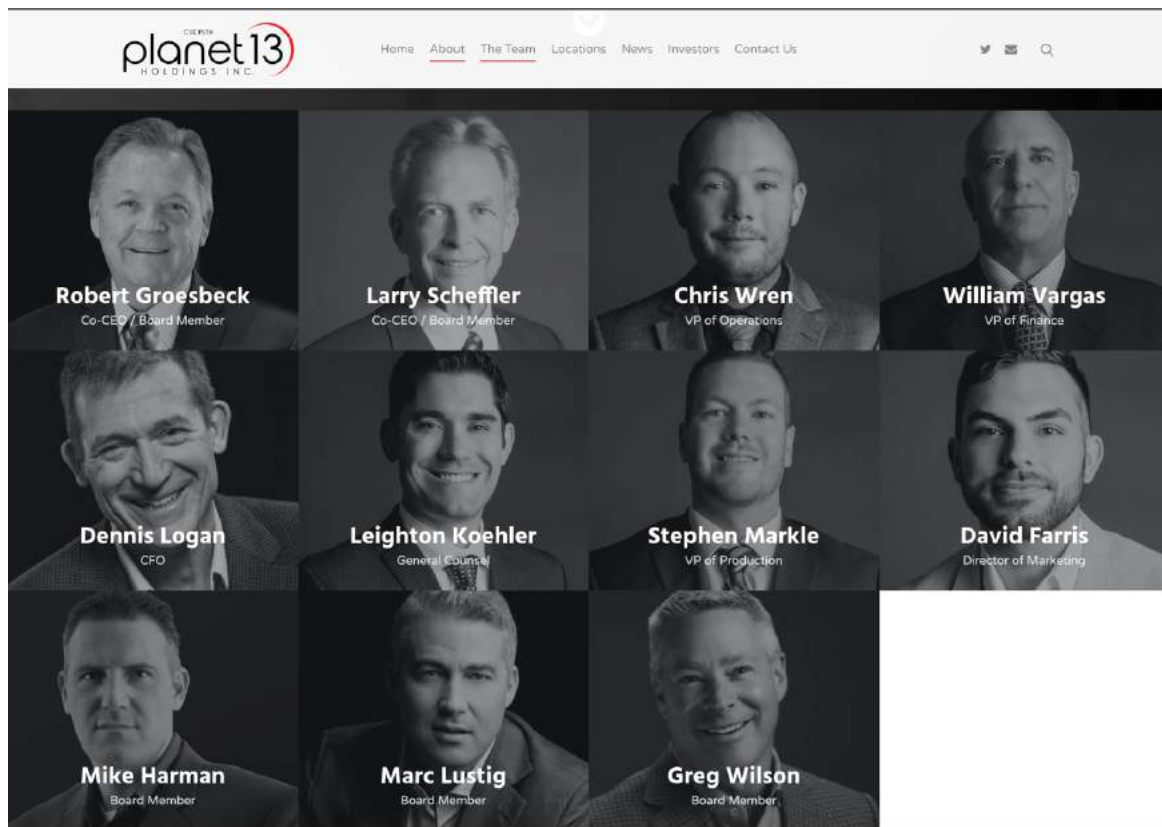 planet13
HOLDINGS INC.
Home About The Team Locations News Investors Contact Us
Robert Groesbeck
Co-CEO / Board Member
Larry Scheffler
Co-CEO / Board Member
Chris Wren
VP of Operations
William Vargas
VP of Finance
Dennis Logan
CFO
Leighton Koehler
General Counsel
Stephen Markle
VP of Production
David Farris
Director of Marketing
Mike Harman
Board Member
Marc Lustig
Board Member
Greg Wilson
Board Member